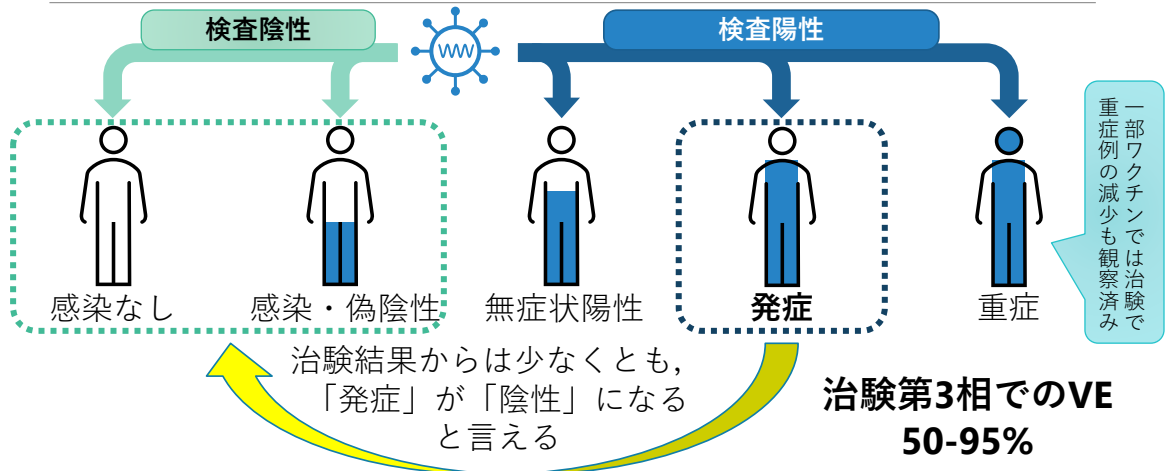 検査陰性
検査陽性
感染なし
感染・偽陰性
無症状陽性
発症
重症
一部ワクチンでは治験で
重症例の減少も観察済み
治験結果からは少なくとも,
「発症」が「陰性」になる
と言える
治験第3相でのVE
50-95%